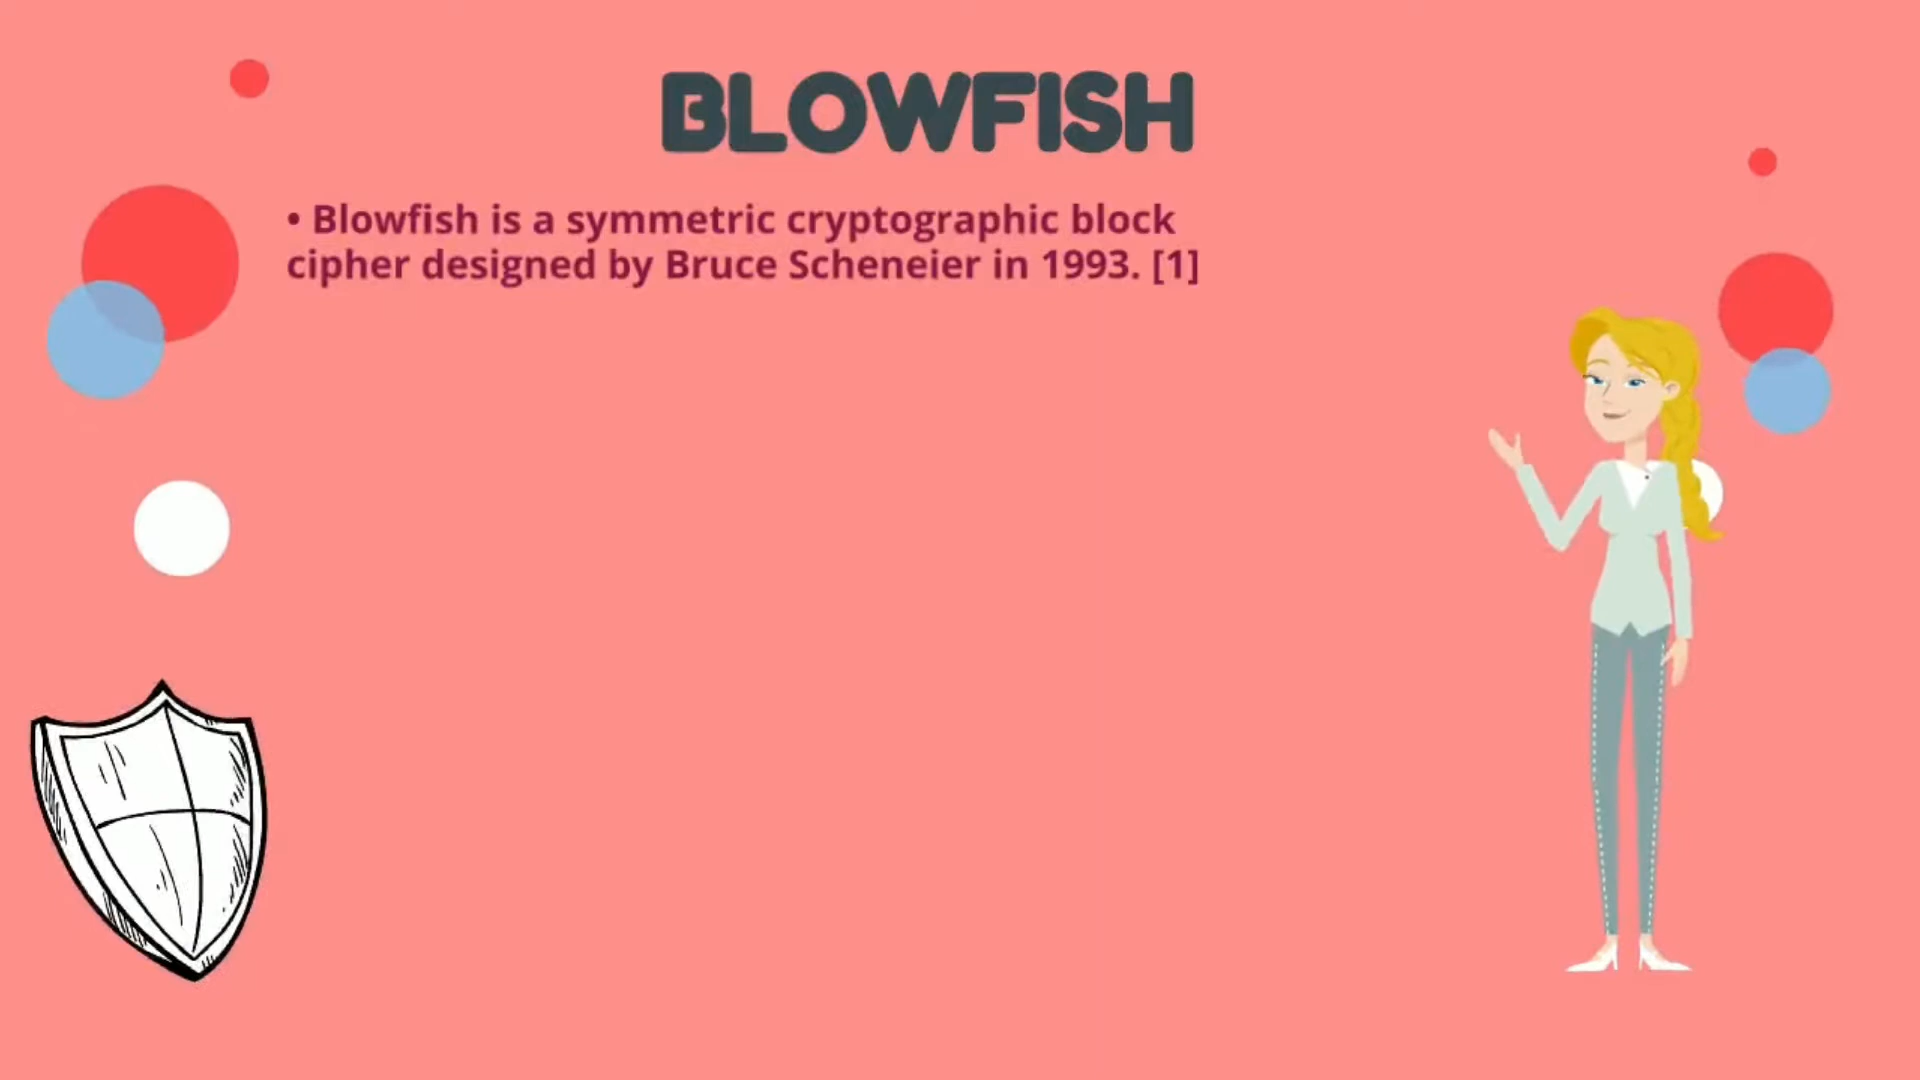 BLOWFISH
• Blowfish is a symmetric cryptographic block
cipher designed by Bruce Scheneier in 1993. [1]